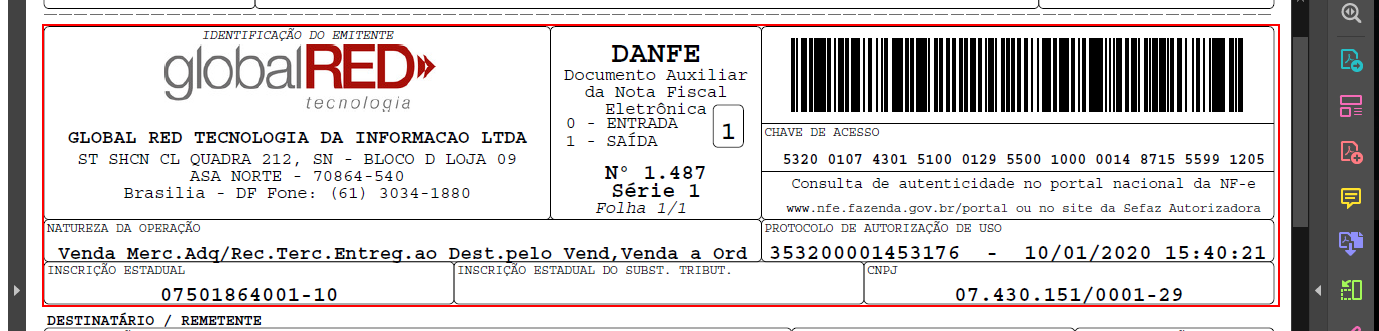 IDENTIFICAÇÃO DO EMITENTE
globalRED
tecnologia
GLOBAL RED TECNOLOGIA DA INFORMACAO LTDA
ST SHCN CL QUADRA 212, SN - BLOCO D LOJA 09
ASA NORTE - 70864-540
Brasilia - DF Fone: (61) 3034-1880
DANFE
Documento Auxiliar
da Nota Fiscal
Eletrônica
0 - ENTRADA
1 - SAÍDA
1
N° 1.487
Série 1
Folha 1/1
CHAVE DE ACESSO
5320 0107 4301 5100 0129 5500 1000 0014 8715 5599 1205
Consulta de autenticidade no portal nacional da NF-e
www.nfe.fazenda.gov.br/portal ou no site da Sefaz Autorizadora
NATUREZA DA OPERAÇÃO
Venda Merc.Adq/Rec.Terc.Entreg.ao Dest.pelo Vend,Venda a Ord
PROTOCOLO DE AUTORIZAÇÃO DE USO
353200001453176 - 10/01/2020 15:40:21
INSCRIÇÃO ESTADUAL
07501864001-10
INSCRIÇÃO ESTADUAL DO SUBST. TRIBUT.
CNPJ
07.430.151/0001-29
DESTINATÁRIO / REMETENTE